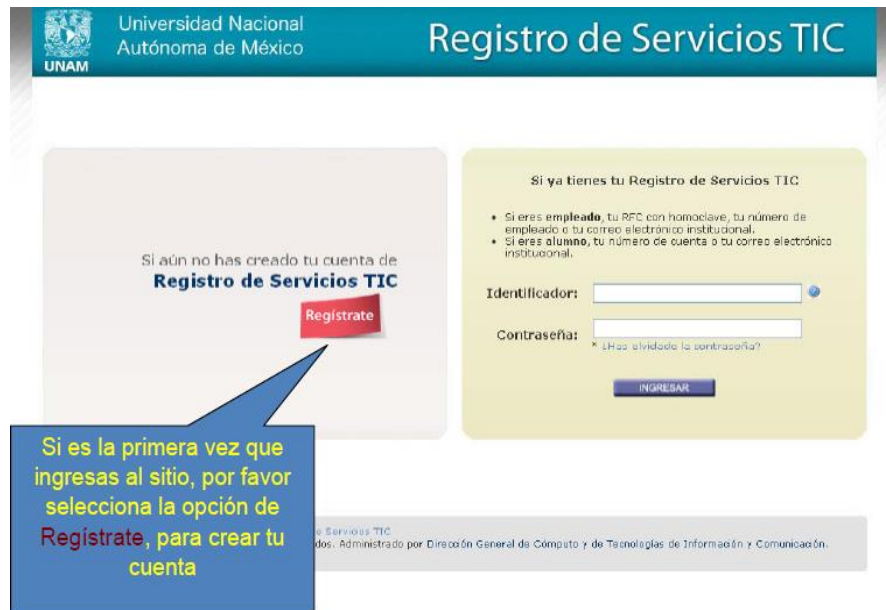 UNAM
Universidad Nacional
Autónoma de México
Registro de Servicios TIC
Si aún no has creado tu cuenta de
Registro de Servicios TIC
Regístrate
Si ya tienes tu Registro de Servicios TIC
• Si eres empleado, tu RFC con homoclave, tu número de
empleado o tu correo electrónico institucional.
• Si eres alumno, tu número de cuenta o tu correo electrónico
institucional.
Identificador:
Contraseña:
* ¿Has olvidado la contraseña?
INGRESAR
Si es la primera vez que
ingresas al sitio, por favor
selecciona la opción de
Regístrate, para crear tu
cuenta
Servicios TIC
dos. Administrado por Dirección General de Cómputo y de Tecnologías de Información y Comunicación.